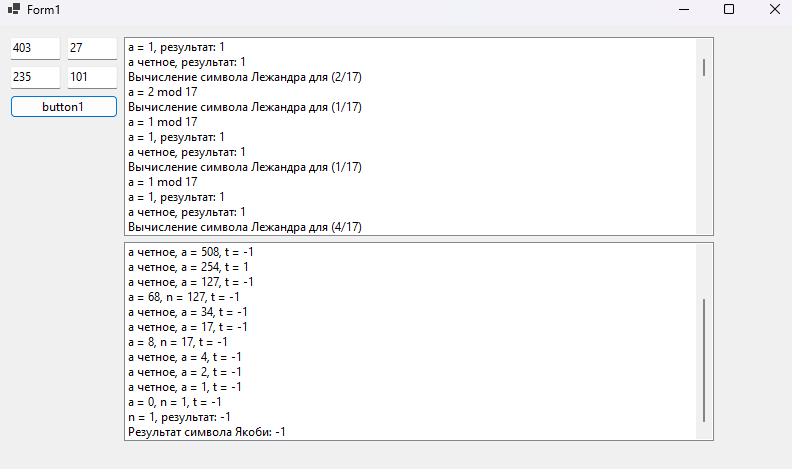 Form1
403 27
235 101
button1
a = 1, результат: 1
a четное, результат: 1
Вычисление символа Лежандра для (2/17)
a = 2 mod 17
Вычисление символа Лежандра для (1/17)
a = 1 mod 17
a = 1, результат: 1
a четное, результат: 1
Вычисление символа Лежандра для (1/17)
a = 1 mod 17
a = 1, результат: 1
a четное, результат: 1
Вычисление символа Лежандра для (4/17)
a четное, a = 508, t = -1
a четное, a = 254, t = 1
a четное, a = 127, t = -1
a = 68, n = 127, t = -1
a четное, a = 34, t = -1
a четное, a = 17, t = -1
a = 8, n = 17, t = -1
a четное, a = 4, t = -1
a четное, a = 2, t = -1
a четное, a = 1, t = -1
a = 0, n = 1, t = -1
n = 1, результат: -1
Результат символа Якоби: -1